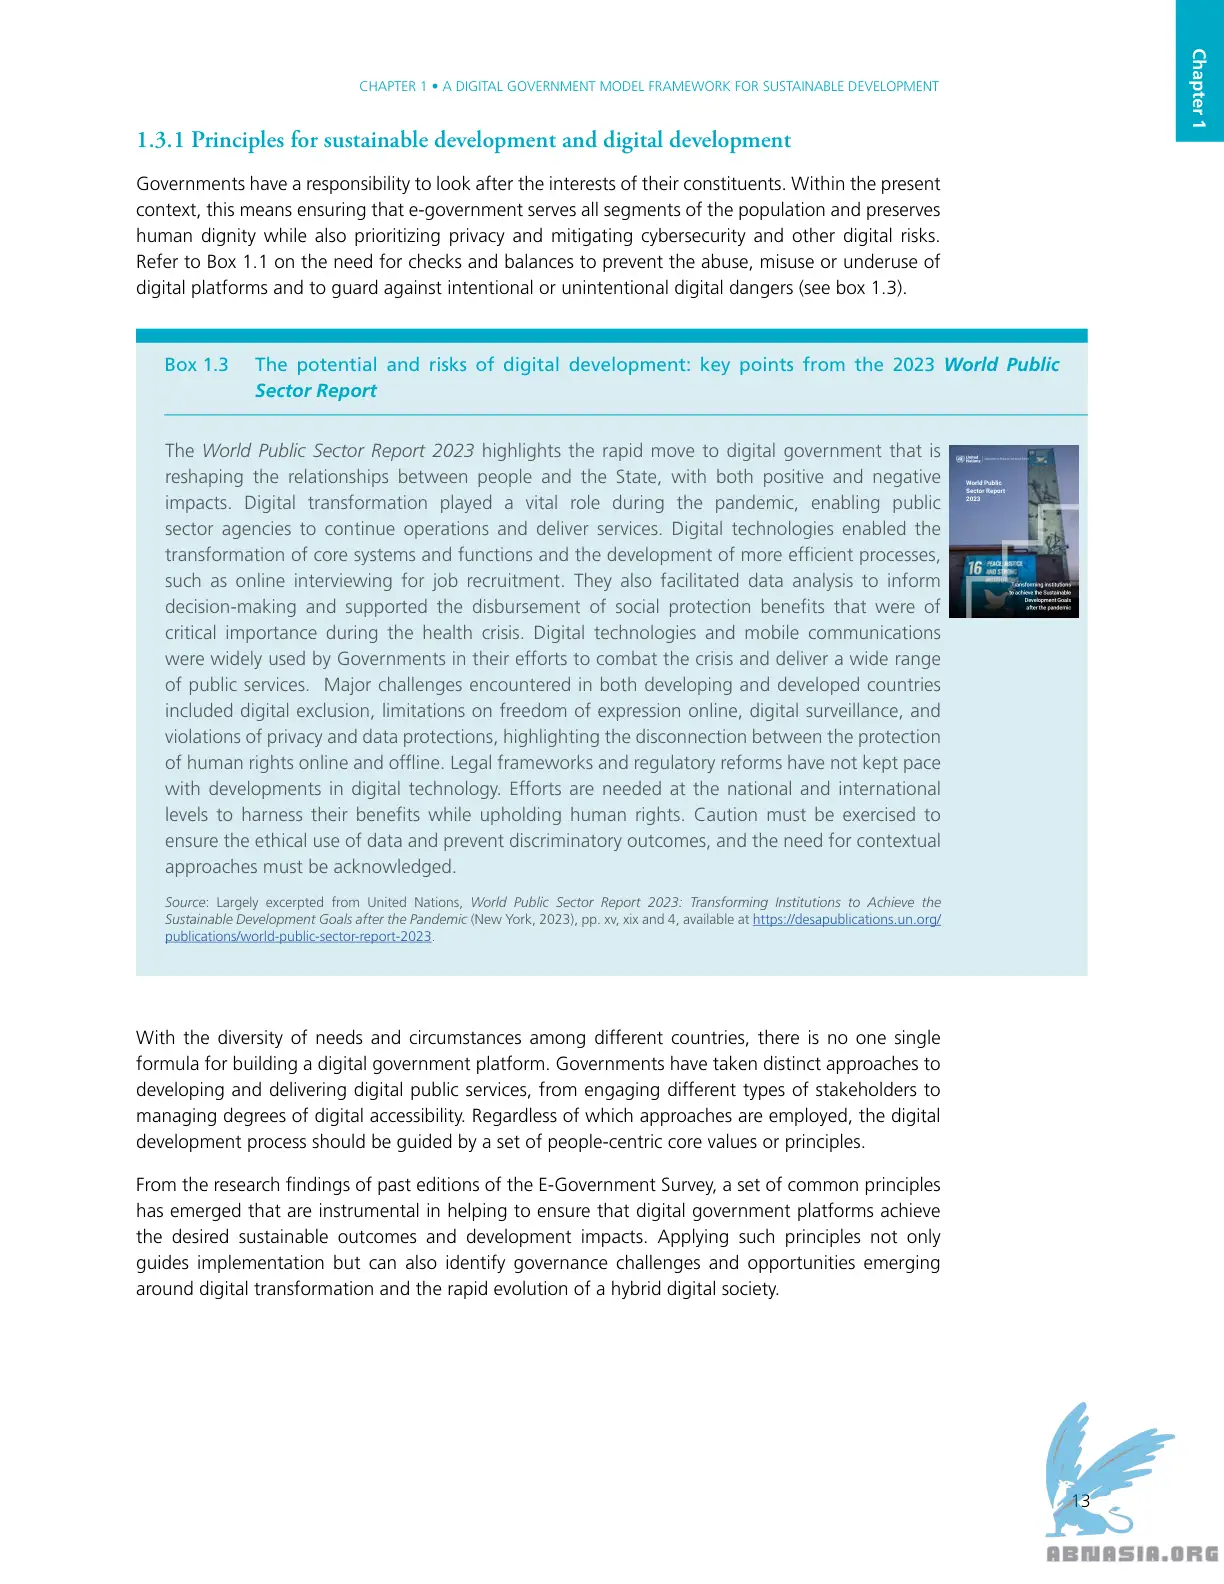 Chapter 1
CHAPTER 1 • A DIGITAL GOVERNMENT MODEL FRAMEWORK FOR SUSTAINABLE DEVELOPMENT
1.3.1 Principles for sustainable development and digital development
Governments have a responsibility to look after the interests of their constituents. Within the present
context, this means ensuring that e-government serves all segments of the population and preserves
human dignity while also prioritizing privacy and mitigating cybersecurity and other digital risks.
Refer to Box 1.1 on the need for checks and balances to prevent the abuse, misuse or underuse of
digital platforms and to guard against intentional or unintentional digital dangers (see box 1.3).
Box 1.3 The potential and risks of digital development: key points from the 2023 World Public
Sector Report
The World Public Sector Report 2023 highlights the rapid move to digital government that is
reshaping the relationships between people and the State, with both positive and negative
impacts. Digital transformation played a vital role during the pandemic, enabling public
sector agencies to continue operations and deliver services. Digital technologies enabled the
transformation of core systems and functions and the development of more efficient processes,
such as online interviewing for job recruitment. They also facilitated data analysis to inform
decision-making and supported the disbursement of social protection benefits that were of
critical importance during the health crisis. Digital technologies and mobile communications
were widely used by Governments in their efforts to combat the crisis and deliver a wide range
of public services. Major challenges encountered in both developing and developed countries
included digital exclusion, limitations on freedom of expression online, digital surveillance, and
violations of privacy and data protections, highlighting the disconnection between the protection
of human rights online and offline. Legal frameworks and regulatory reforms have not kept pace
with developments in digital technology. Efforts are needed at the national and international
levels to harness their benefits while upholding human rights. Caution must be exercised to
ensure the ethical use of data and prevent discriminatory outcomes, and the need for contextual
approaches must be acknowledged.
United
Nations
World Public
Sector Report
2023
16 PEACE, JUSTICE
AND STRONG
INSTITUTIONS
Transforming institutions
to achieve the Sustainable
Development Goals
after the pandemic
Source: Largely excerpted from United Nations, World Public Sector Report 2023: Transforming Institutions to Achieve the
Sustainable Development Goals after the Pandemic (New York, 2023), pp. xv, xix and 4, available at https://desapublications.un.org/
publications/world-public-sector-report-2023.
With the diversity of needs and circumstances among different countries, there is no one single
formula for building a digital government platform. Governments have taken distinct approaches to
developing and delivering digital public services, from engaging different types of stakeholders to
managing degrees of digital accessibility. Regardless of which approaches are employed, the digital
development process should be guided by a set of people-centric core values or principles.
From the research findings of past editions of the E-Government Survey, a set of common principles
has emerged that are instrumental in helping to ensure that digital government platforms achieve
the desired sustainable outcomes and development impacts. Applying such principles not only
guides implementation but can also identify governance challenges and opportunities emerging
around digital transformation and the rapid evolution of a hybrid digital society.
13
ABNASIA.ORG